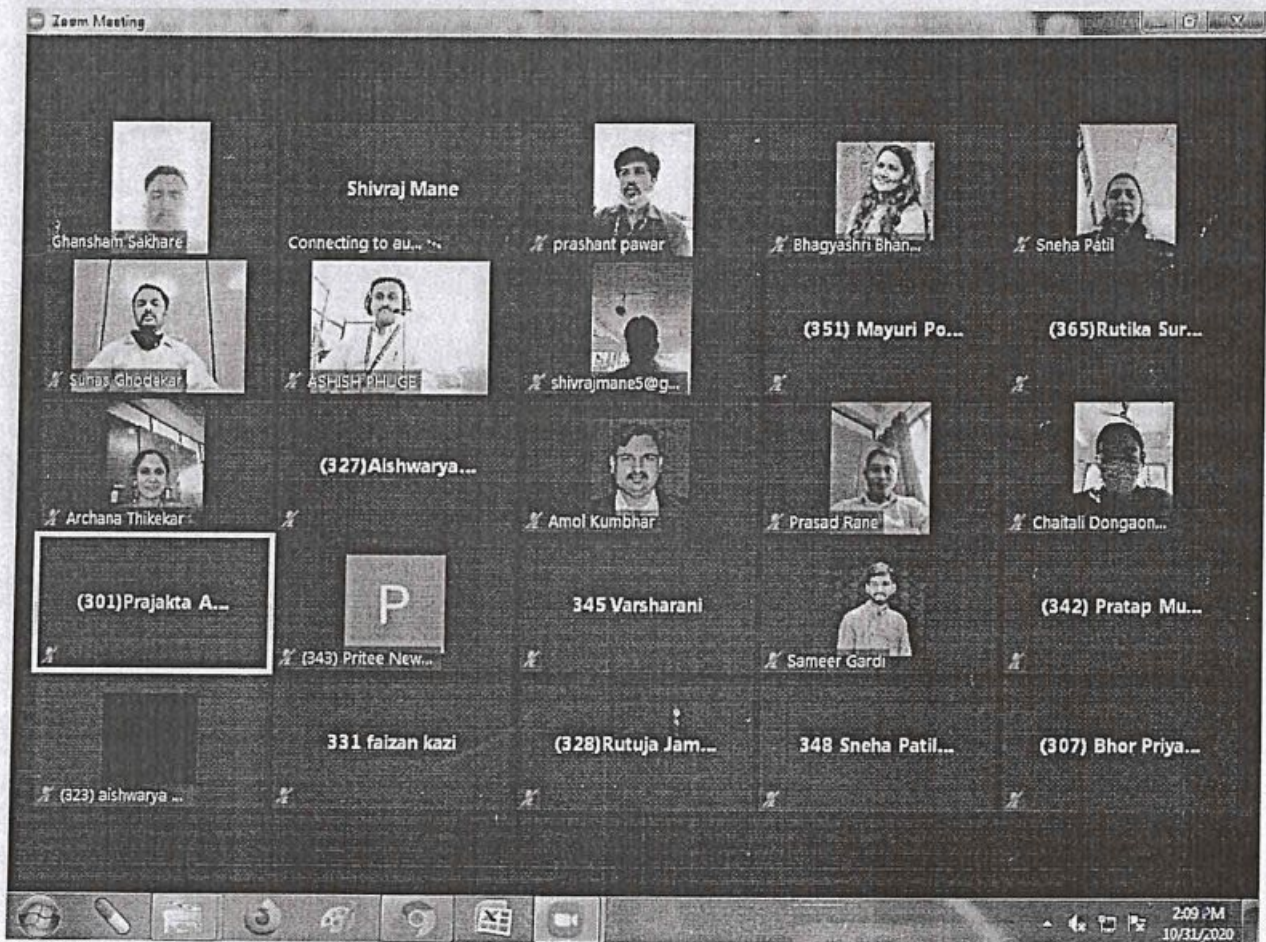 Zoom Meeting
Ghansham Sakhare
Shivraj Mane
Connecting to au...
prashant pawar
Bhagyashri Bhan...
Sneha Patil
Sunas Ghodekar
ASHISH PHUGE
shivrajmane5@g...
(351) Mayuri Po...
(365)Rutika Sur...
Archana Thikekar
(327)Aishwarya...
Amol Kumbhar
Prasad Rane
Chaitali Dongaon...
(301)Prajakta A...
P
(343) Pritee New...
345 Varsharani
Sameer Gardi
(342) Pratap Mu...
(323) aishwarya ...
331 faizan kazi
(328)Rutuja Jam...
348 Sneha Patil...
(307) Bhor Priya...
2:09 PM
10/31/2020